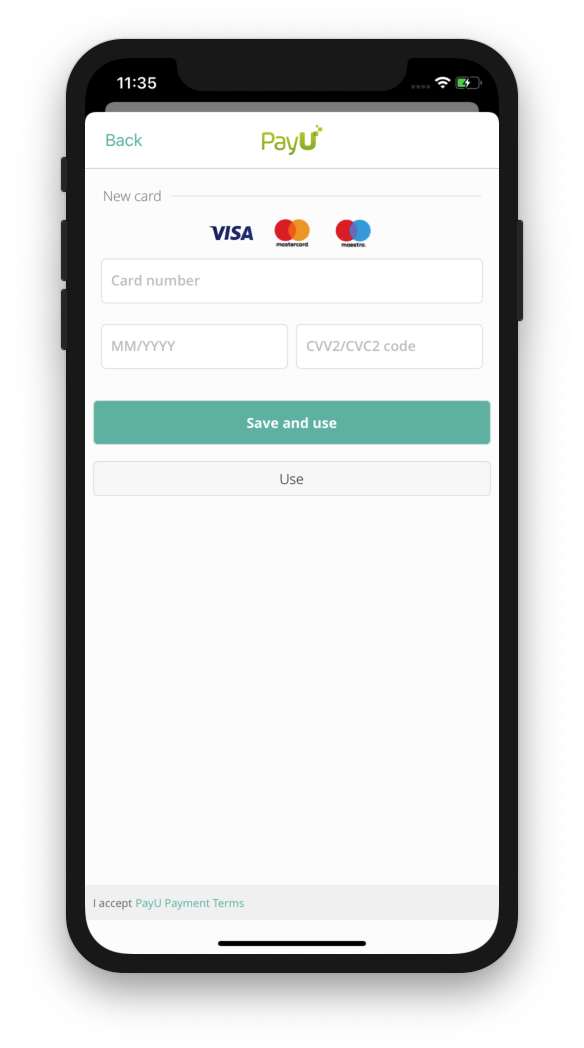 11:35
Back
PayU
New card
VISA
mastercard.
maestro.
Card number
MM/YYYY
CVV2/CVC2 code
Save and use
Use
I accept PayU Payment Terms